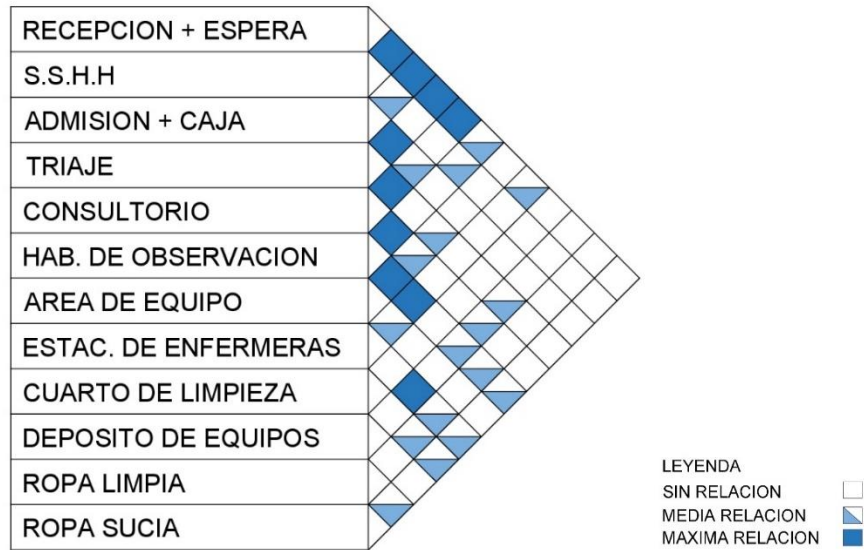 RECEPCION + ESPERA
S.S.H.H
ADMISION + CAJA
TRIAJE
CONSULTORIO
HAB. DE OBSERVACION
AREA DE EQUIPO
ESTAC. DE ENFERMERAS
CUARTO DE LIMPIEZA
DEPOSITO DE EQUIPOS
ROPA LIMPIA
ROPA SUCIA
LEYENDA
SIN RELACION
MEDIA RELACION
MAXIMA RELACION